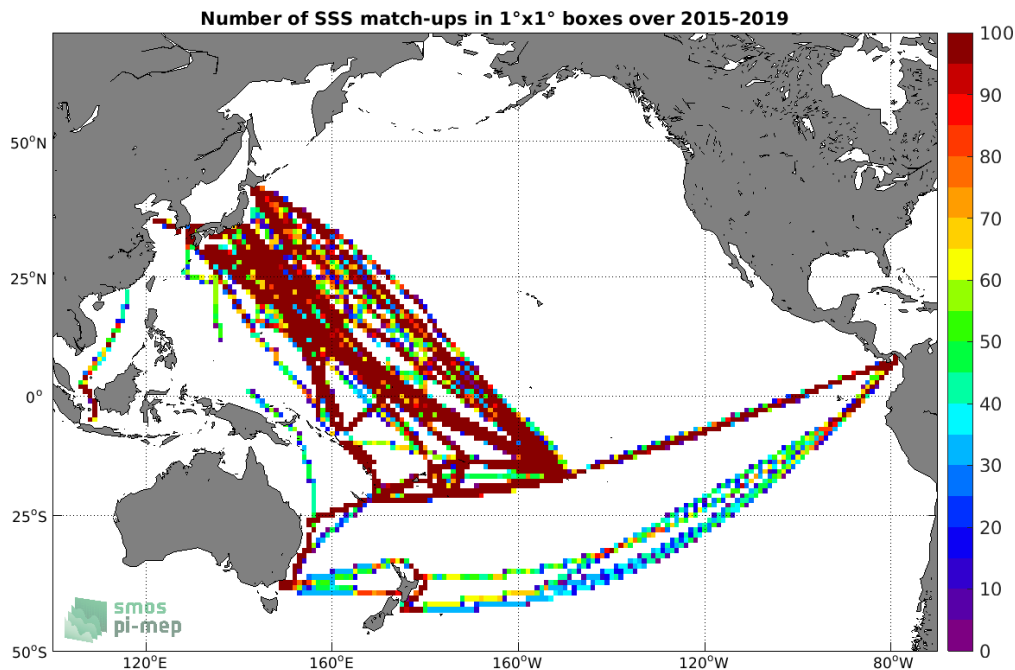 Number of SSS match-ups in 1°x1° boxes over 2015-2019
100
90
80
70
60
50
40
30
20
10
0
50°N
25°N
0°
25°S
50°S
120°E
160°E
160°W
120°W
80°W
smos
pi-mep